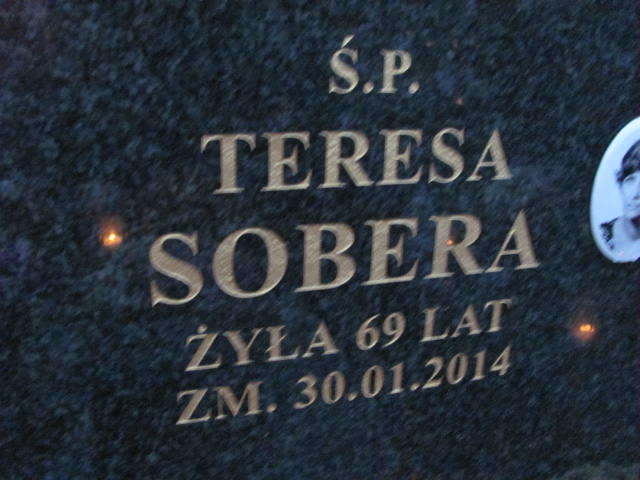 Ś.P.
TERESA
SOBERA
ŻYŁA 69 LAT
ZM. 30.01.2014